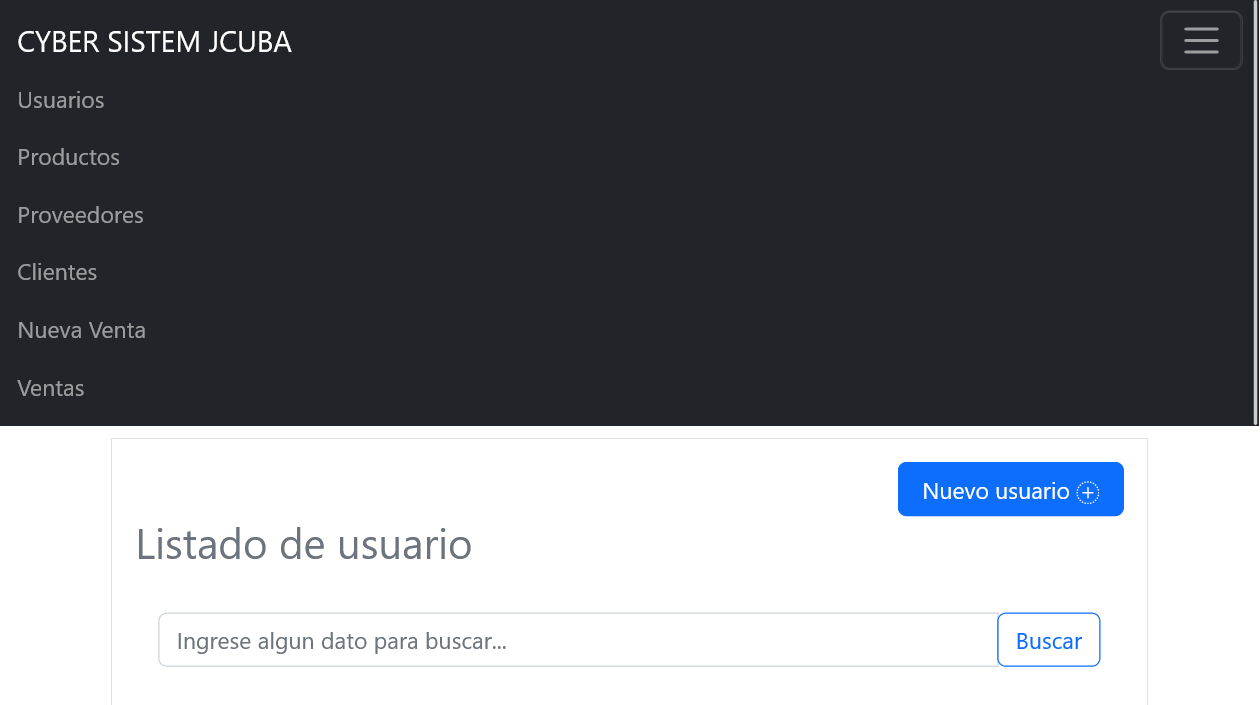 CYBER SISTEM JCUBA
Usuarios
Productos
Proveedores
Clientes
Nueva Venta
Ventas
Nuevo usuario
Listado de usuario
Ingrese algun dato para buscar...
Buscar